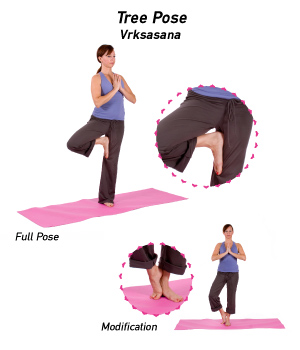 Tree Pose
Vrksasana
Full Pose
Modification